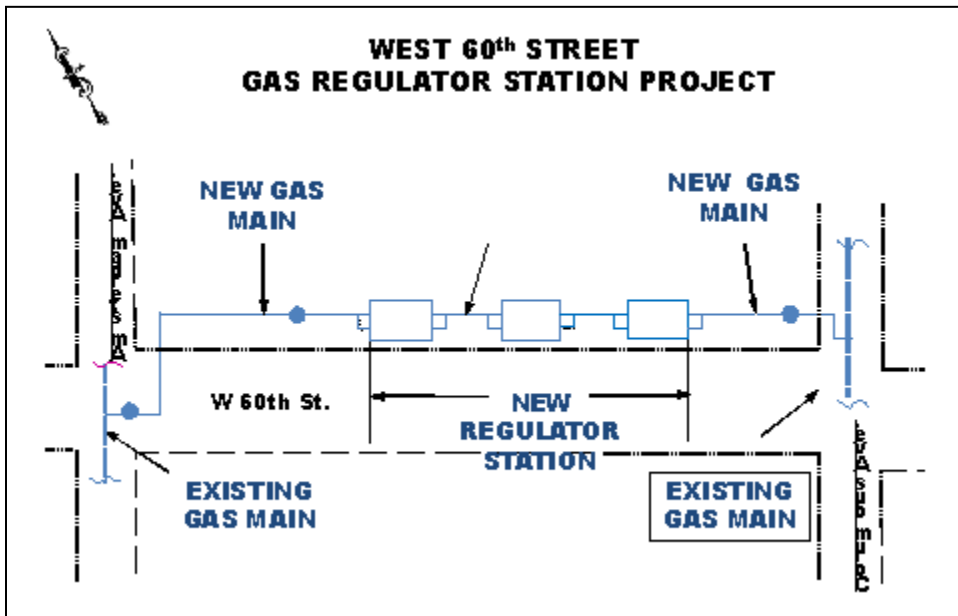 WEST 60th STREET
GAS REGULATOR STATION PROJECT
NEW GAS
MAIN
NEW GAS
MAIN
W 60th St.
NEW
REGULATOR
STATION
EXISTING
GAS MAIN
EXISTING
GAS MAIN